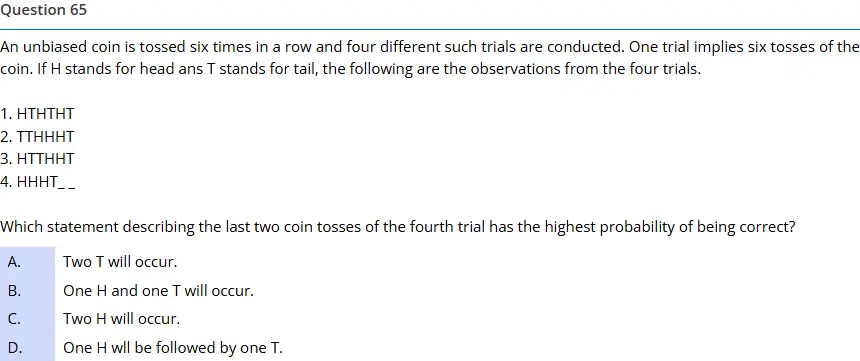 Question 65
An unbiased coin is tossed six times in a row and four different such trials are conducted. One trial implies six tosses of the
coin. If H stands for head ans T stands for tail, the following are the observations from the four trials.
1. HTHTHT
2. TTHHHT
3. HTTHHT
4. HHHT_ _
Which statement describing the last two coin tosses of the fourth trial has the highest probability of being correct?
A. Two T will occur.
B. One H and one T will occur.
C. Two H will occur.
D. One H wll be followed by one T.